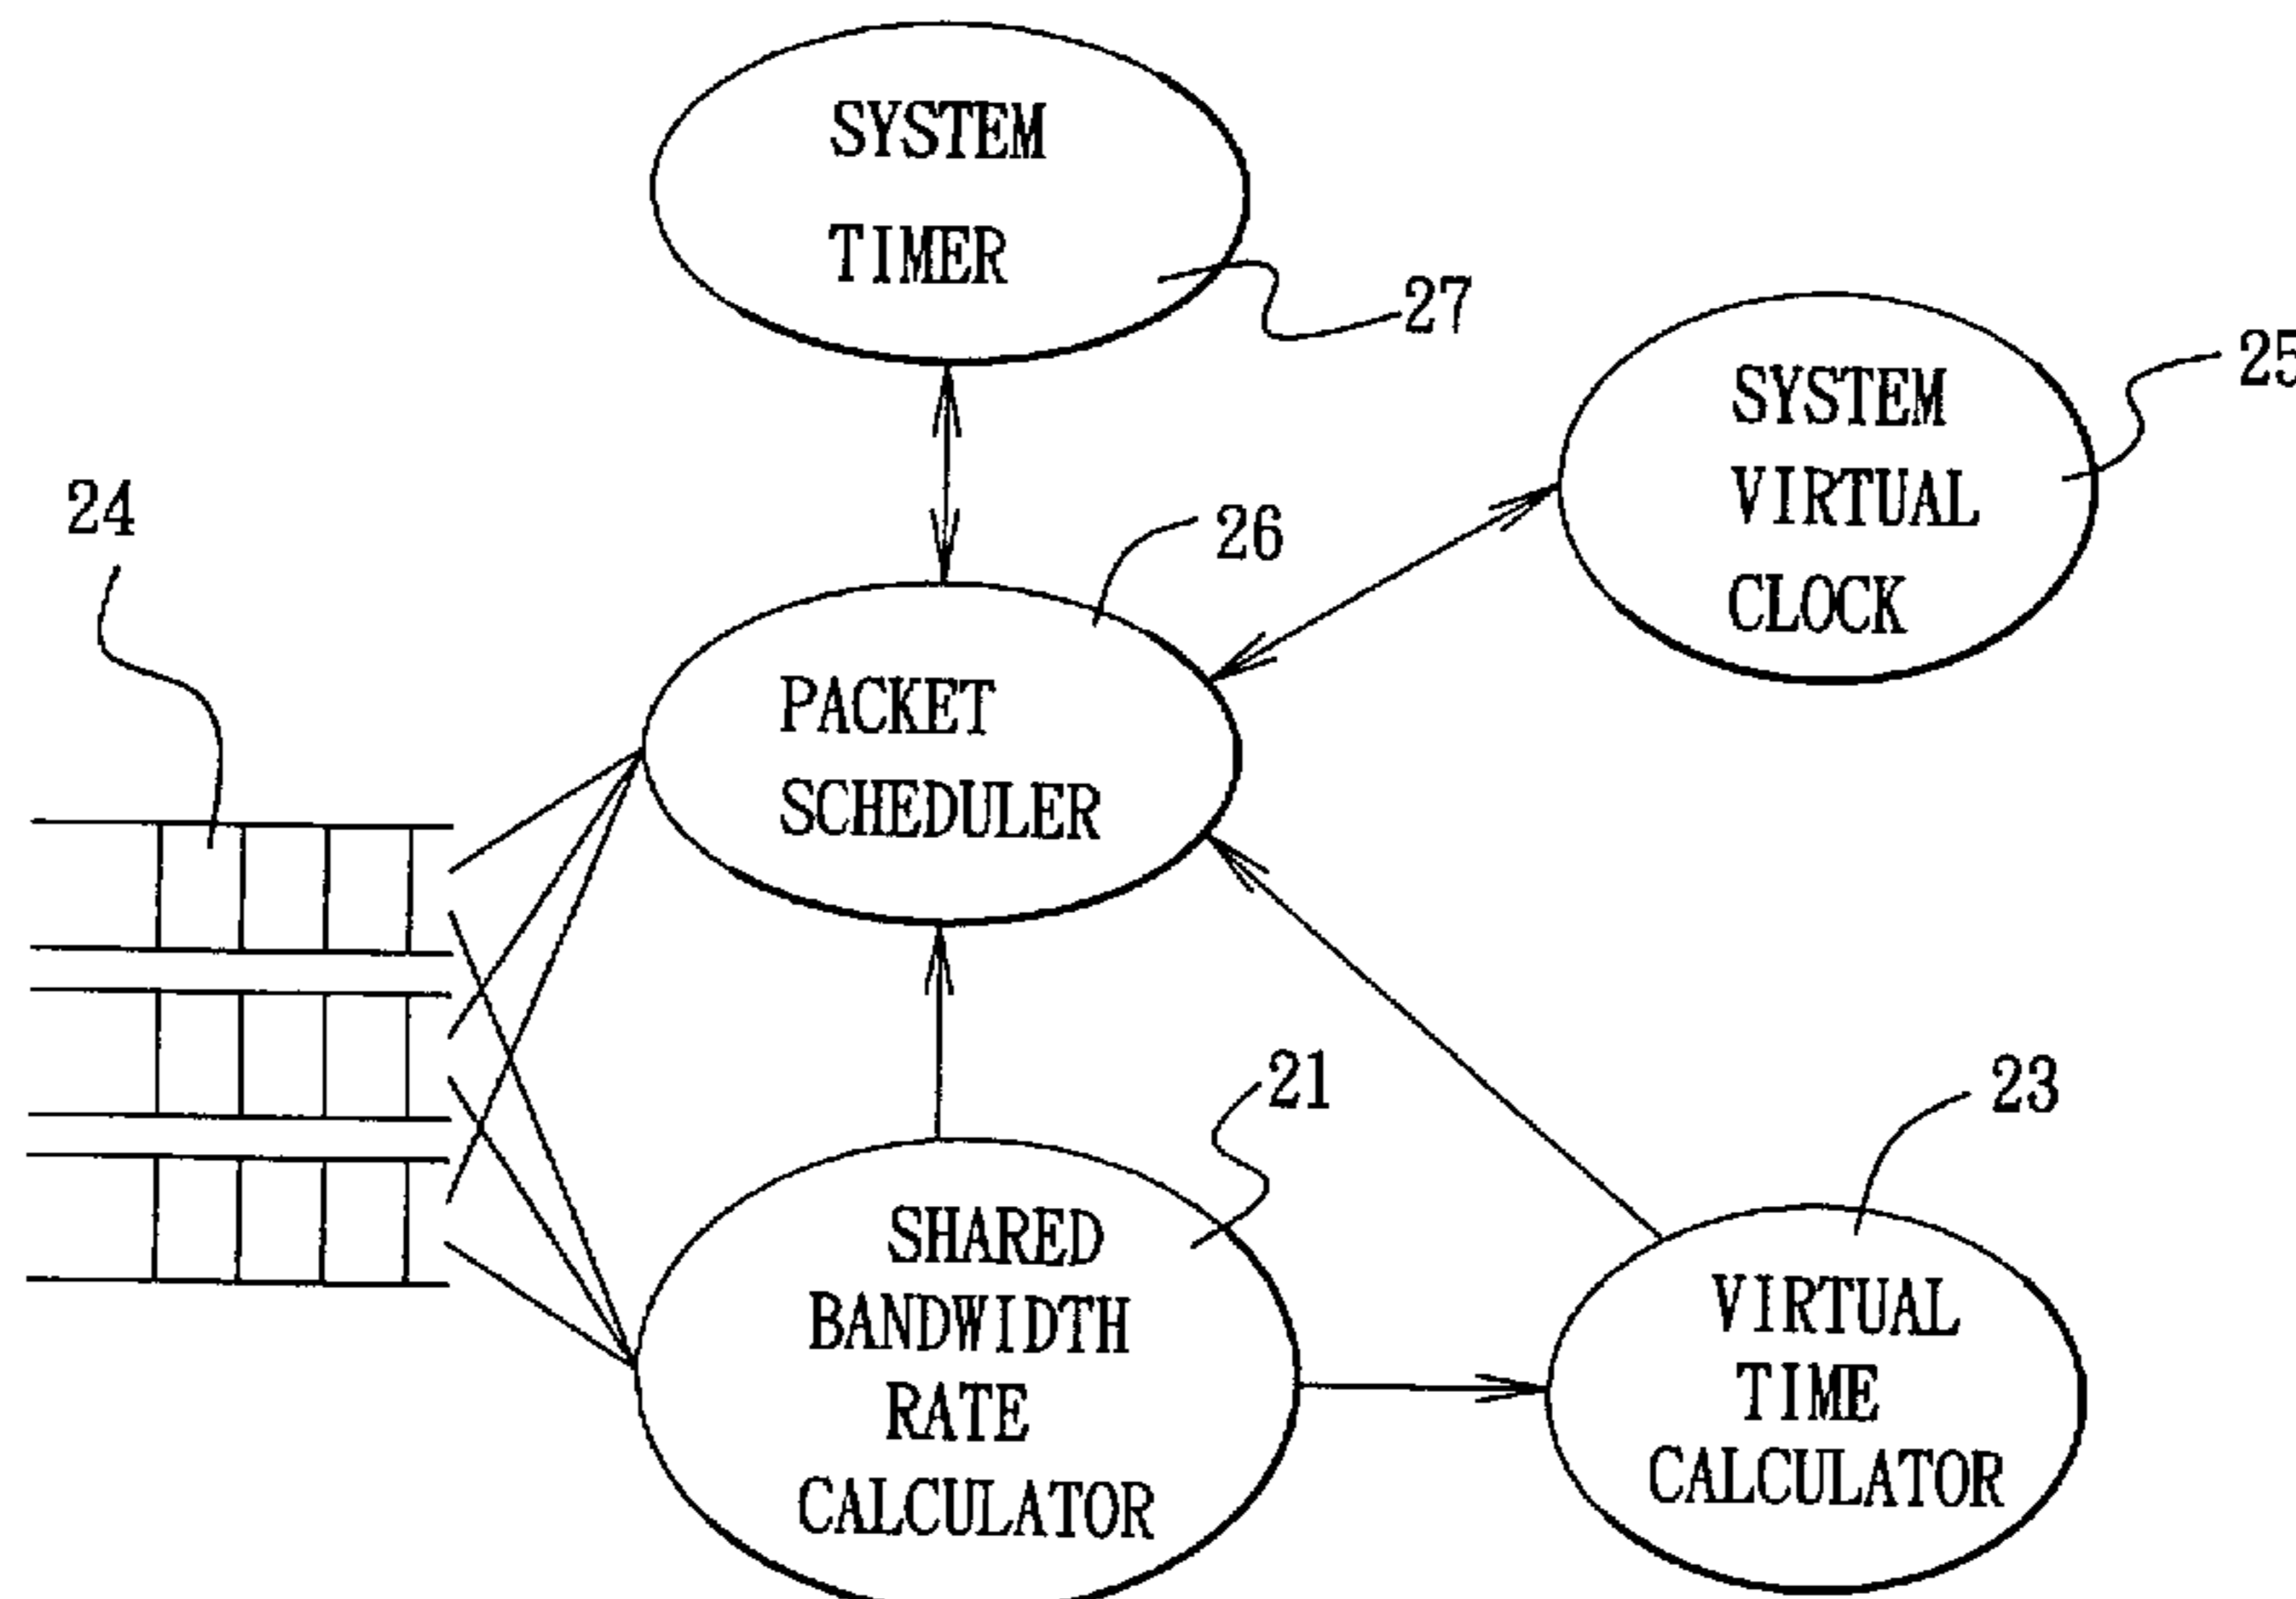 SYSTEM
TIMER
27
SYSTEM
VIRTUAL
CLOCK
25
24
26
PACKET
SCHEDULER
21
SHARED
BANDWIDTH
RATE
CALCULATOR
23
VIRTUAL
TIME
CALCULATOR